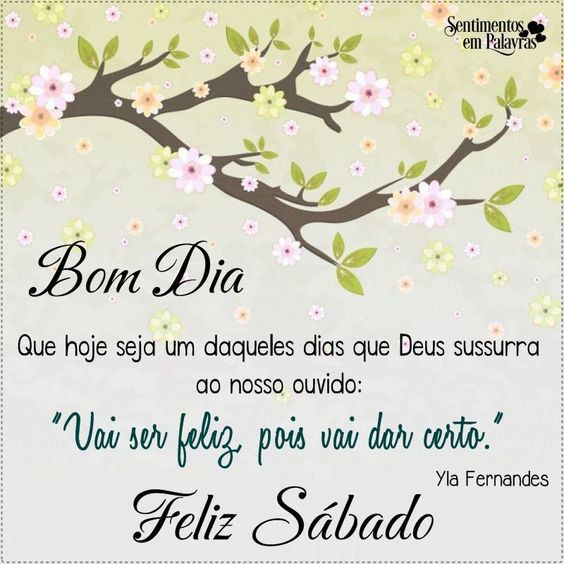 Sentimentos
em Palavras
Bom Dia
Que hoje seja um daqueles dias que Deus sussurra
ao nosso ouvido:
"Vai ser feliz, pois vai dar certo."
Yla Fernandes
Feliz Sábado